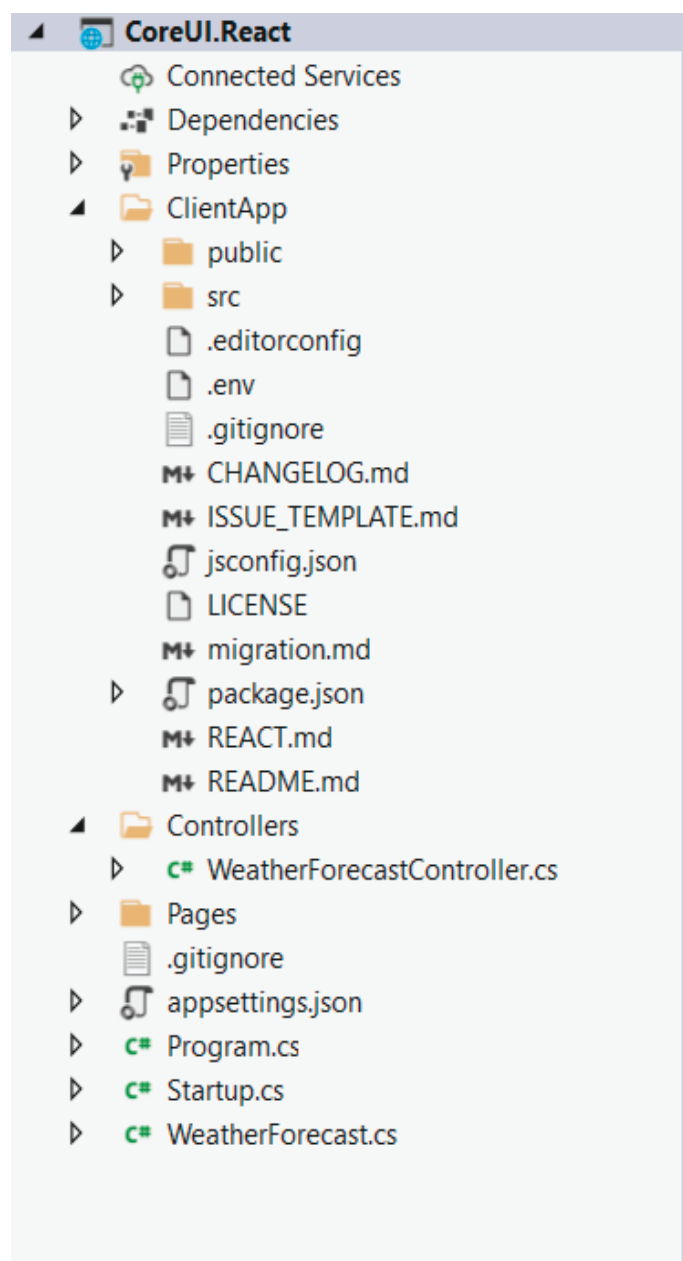 CoreUI.React
Connected Services
Dependencies
Properties
ClientApp
public
src
.editorconfig
.env
.gitignore
CHANGELOG.md
ISSUE_TEMPLATE.md
jsconfig.json
LICENSE
migration.md
package.json
REACT.md
README.md
Controllers
C# WeatherForecastController.cs
Pages
.gitignore
appsettings.json
C# Program.cs
C# Startup.cs
C# WeatherForecast.cs